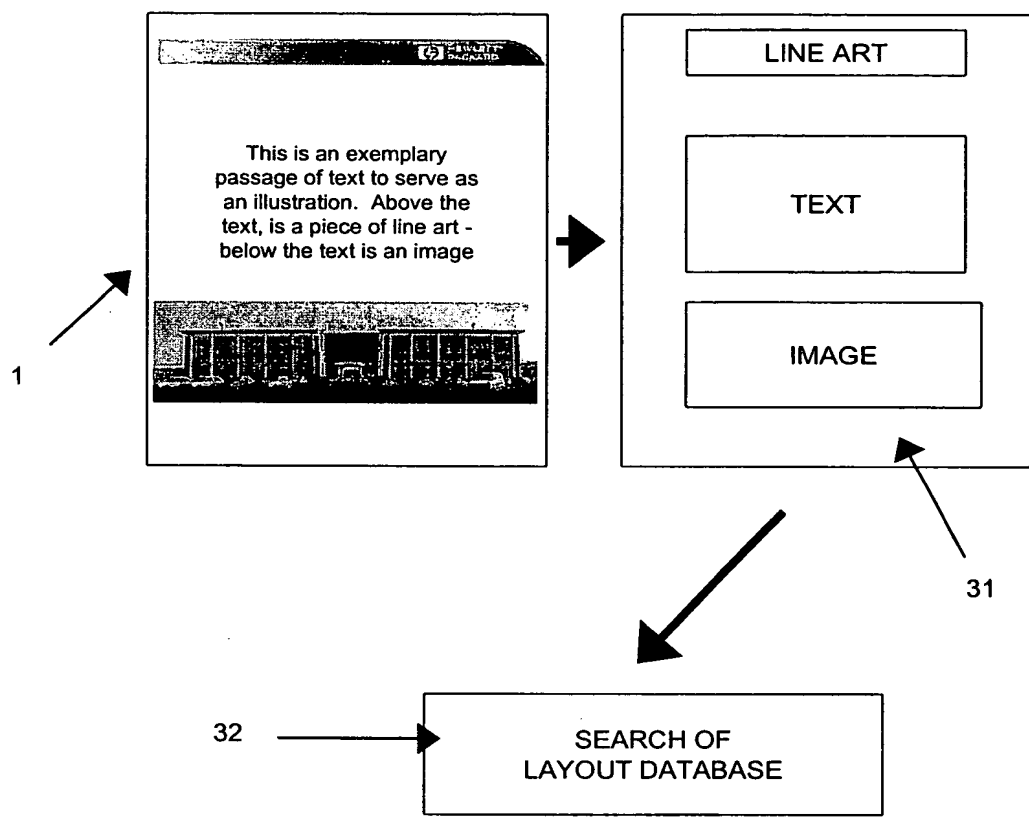 This is an exemplary
passage of text to serve as
an illustration.  Above the
text, is a piece of line art -
below the text is an image
LINE ART
TEXT
IMAGE
1
31
32
SEARCH OF
LAYOUT DATABASE